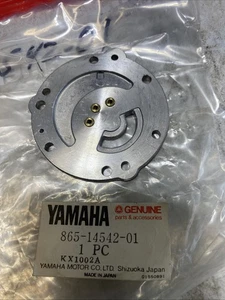 YAMAHA GENUINE
parts & accessories
865-14542-01
1 PC
KX1002A
YAMAHA MOTOR CO.LTD. Shizuoka Japan
MADE IN JAPAN